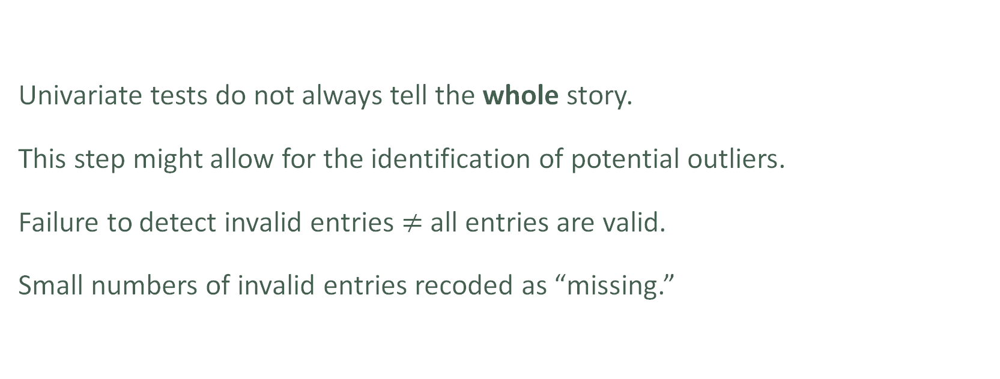 Univariate tests do not always tell the whole story.
This step might allow for the identification of potential outliers.
Failure to detect invalid entries ≠ all entries are valid.
Small numbers of invalid entries recoded as “missing.”